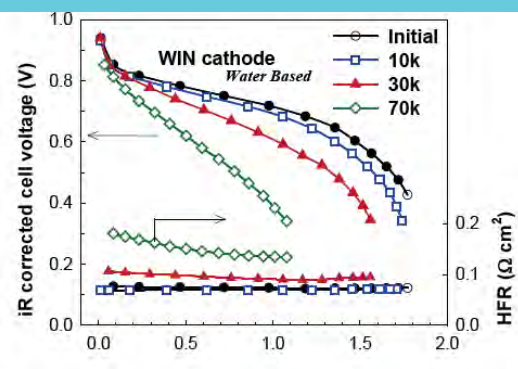 1.0
0.8
0.6
0.4
0.2
0.0
iR corrected cell voltage (V)
WIN cathode
Water Based
Initial
10k
30k
70k
0.2
0.1
0.0
HFR (Ω cm²)
0.0
0.5
1.0
1.5
2.0